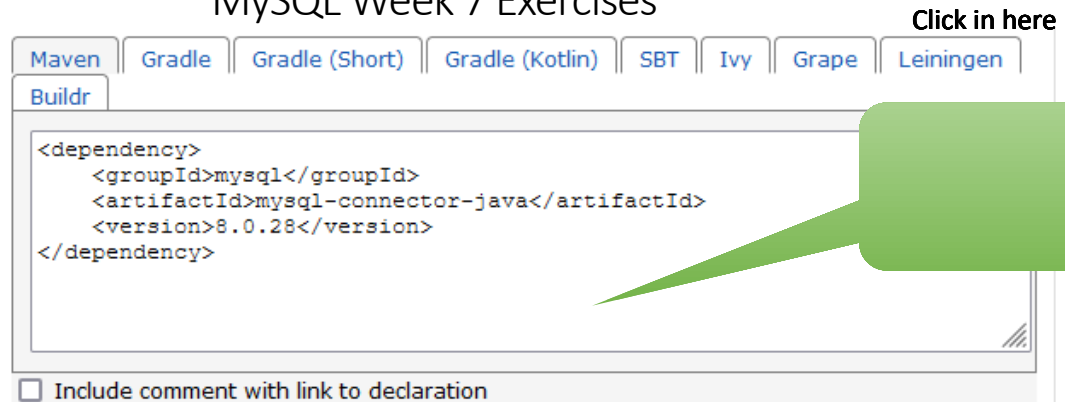 MySQL Week 7 Exercises
Click in here
Maven Gradle Gradle (Short) Gradle (Kotlin) SBT Ivy Grape Leiningen
Buildr
<dependency>
    <groupId>mysql</groupId>
    <artifactId>mysql-connector-java</artifactId>
    <version>8.0.28</version>
</dependency>
Include comment with link to declaration